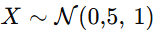 X ∼ 𝒩(0,5, 1)